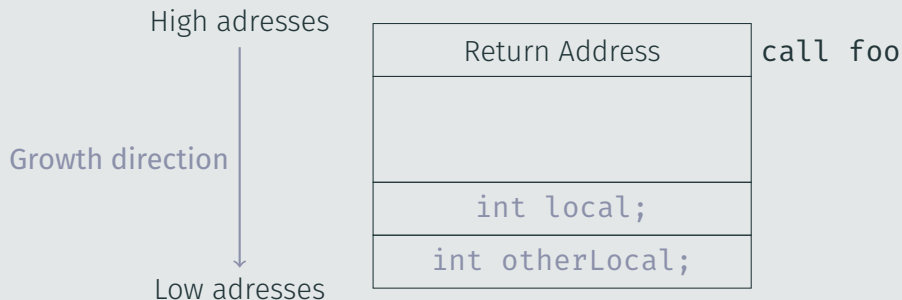 High adresses
Return Address
call foo
Growth direction
int local;
int otherLocal;
Low adresses